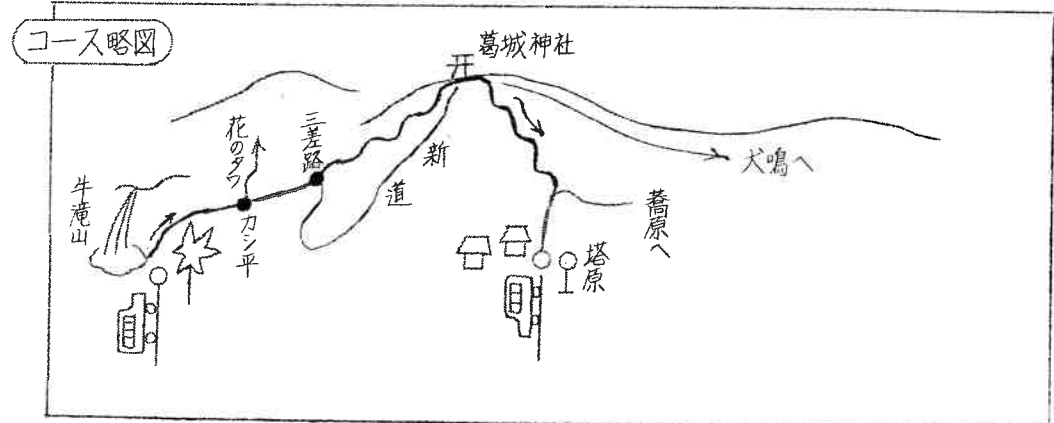 コース略図
葛城神社
三差路
花のタワ
新道
牛滝山
カシ平
犬鳴へ
蕎原へ
塔原